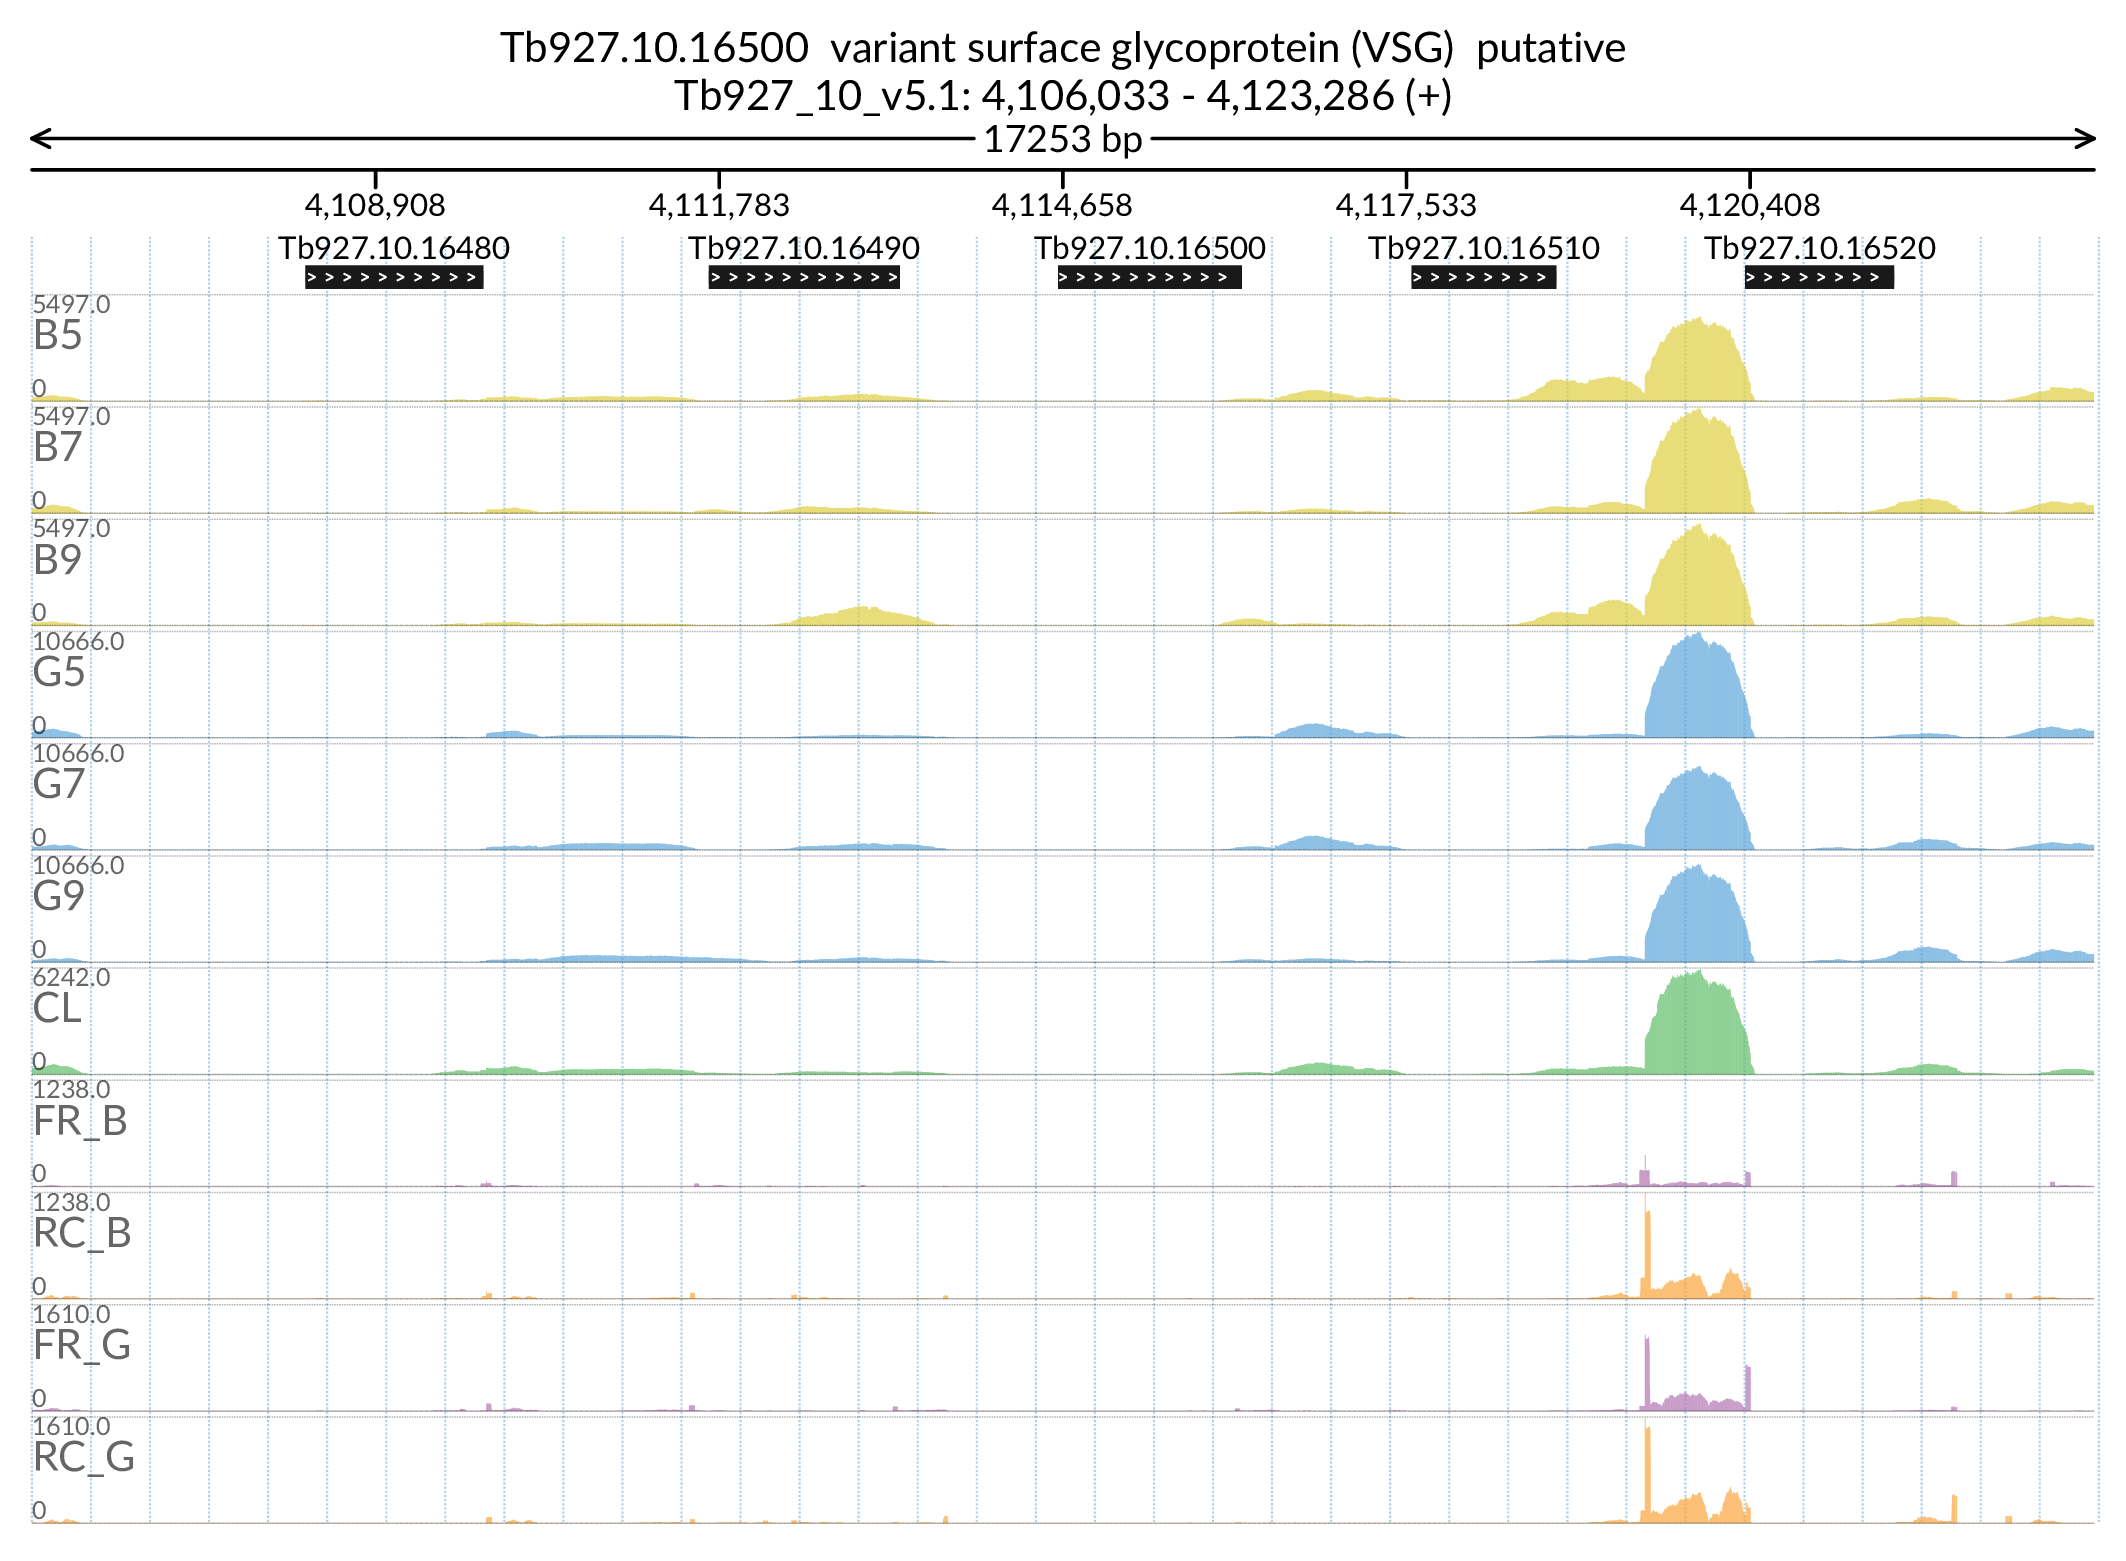 Tb927.10.16500 variant surface glycoprotein (VSG) putative
Tb927_10_v5.1: 4,106,033 - 4,123,286 (+)
17253 bp
4,108,908 4,111,783 4,114,658 4,117,533 4,120,408
Tb927.10.16480 Tb927.10.16490 Tb927.10.16500 Tb927.10.16510 Tb927.10.16520
5497.0
B5
0
5497.0
B7
0
5497.0
B9
0
10666.0
G5
0
10666.0
G7
0
10666.0
G9
0
6242.0
CL
0
1238.0
FR_B
0
1238.0
RC_B
0
1610.0
FR_G
0
1610.0
RC_G
0